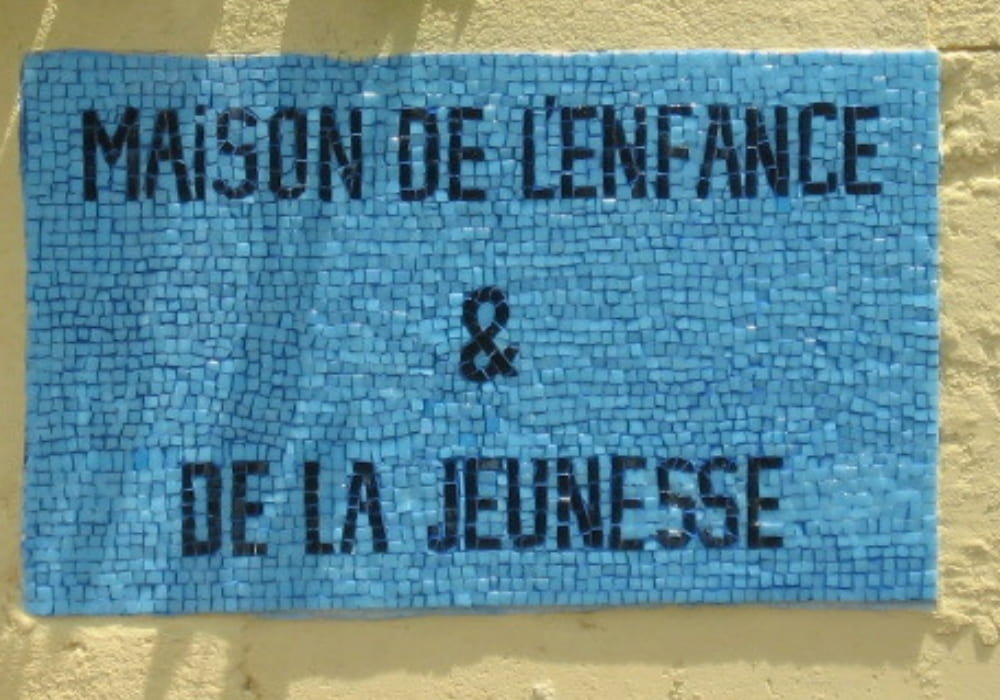 MAiSON DE L'ENFANCE
&
DE LA JEUNESSE